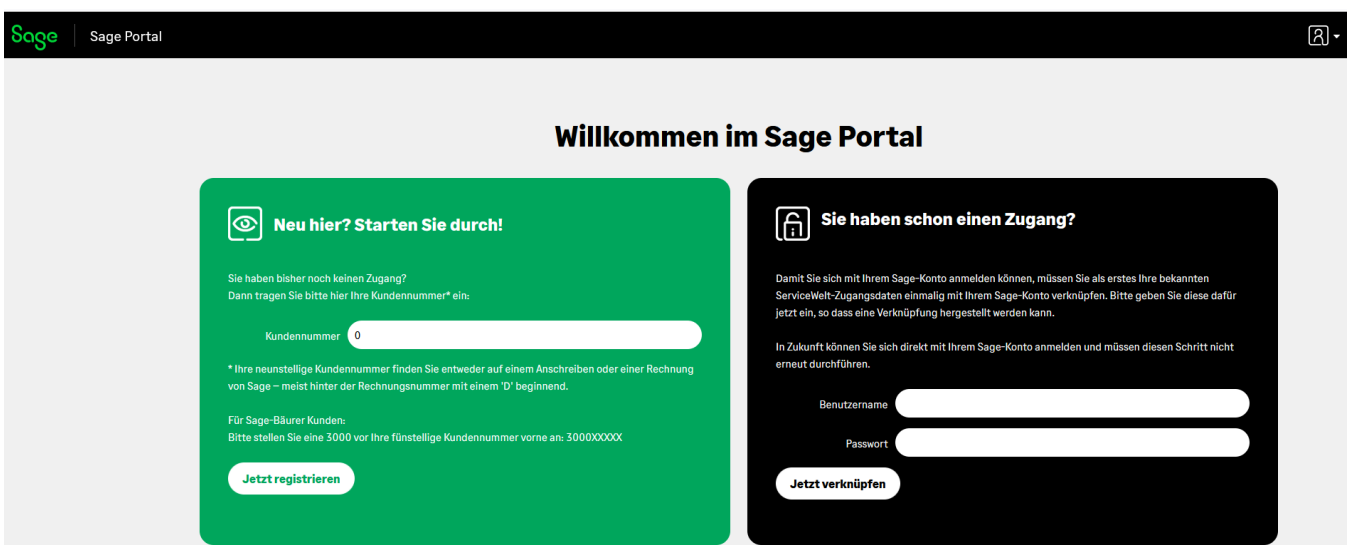 Sage
Sage Portal
Willkommen im Sage Portal
Neu hier? Starten Sie durch!
Sie haben bisher noch keinen Zugang?
Dann tragen Sie bitte hier Ihre Kundennummer* ein:
Kundennummer 0
* Ihre neunstellige Kundennummer finden Sie entweder auf einem Anschreiben oder einer Rechnung
von Sage – meist hinter der Rechnungsnummer mit einem 'D' beginnend.
Für Sage-Bäurer Kunden:
Bitte stellen Sie eine 3000 vor Ihre fünstellige Kundennummer vorne an: 3000XXXXX
Jetzt registrieren
Sie haben schon einen Zugang?
Damit Sie sich mit Ihrem Sage-Konto anmelden können, müssen Sie als erstes Ihre bekannten
ServiceWelt-Zugangsdaten einmalig mit Ihrem Sage-Konto verknüpfen. Bitte geben Sie diese dafür
jetzt ein, so dass eine Verknüpfung hergestellt werden kann.
In Zukunft können Sie sich direkt mit Ihrem Sage-Konto anmelden und müssen diesen Schritt nicht
erneut durchführen.
Benutzername
Passwort
Jetzt verknüpfen